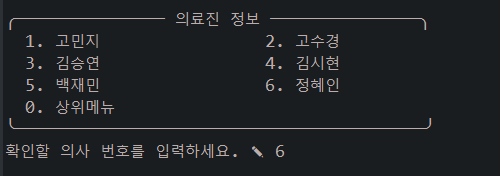 의료진 정보
1. 고민지 2. 고수경
3. 김승연 4. 김시현
5. 백재민 6. 정혜인
0. 상위메뉴
확인할 의사 번호를 입력하세요. ✏ 6